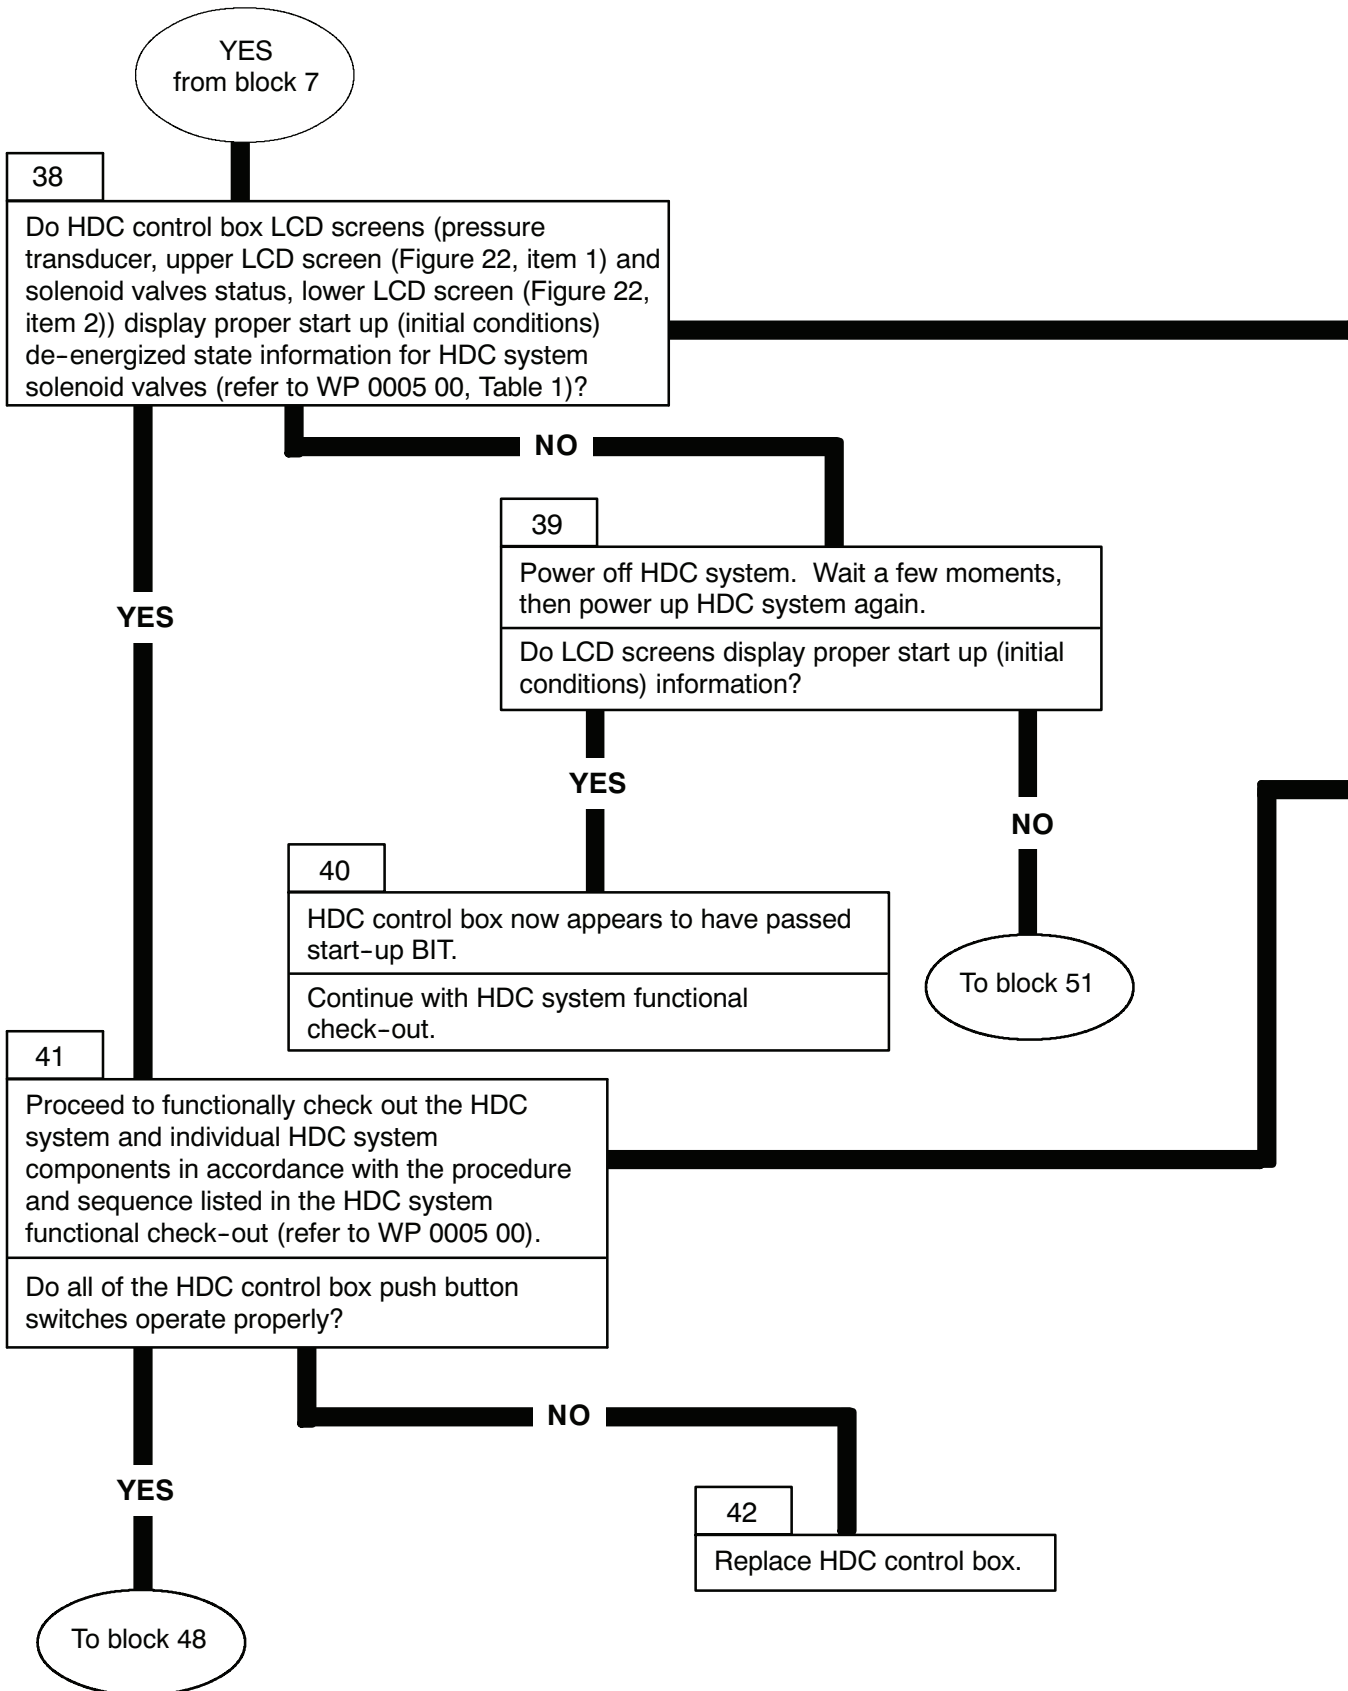 YES
from block 7
38
Do HDC control box LCD screens (pressure
transducer, upper LCD screen (Figure 22, item 1) and
solenoid valves status, lower LCD screen (Figure 22,
item 2)) display proper start up (initial conditions)
de-energized state information for HDC system
solenoid valves (refer to WP 0005 00, Table 1)?
NO
39
Power off HDC system.  Wait a few moments,
then power up HDC system again.
Do LCD screens display proper start up (initial
conditions) information?
YES
YES
NO
40
HDC control box now appears to have passed
start-up BIT.
Continue with HDC system functional
check-out.
To block 51
41
Proceed to functionally check out the HDC
system and individual HDC system
components in accordance with the procedure
and sequence listed in the HDC system
functional check-out (refer to WP 0005 00).
Do all of the HDC control box push button
switches operate properly?
NO
YES
42
Replace HDC control box.
To block 48